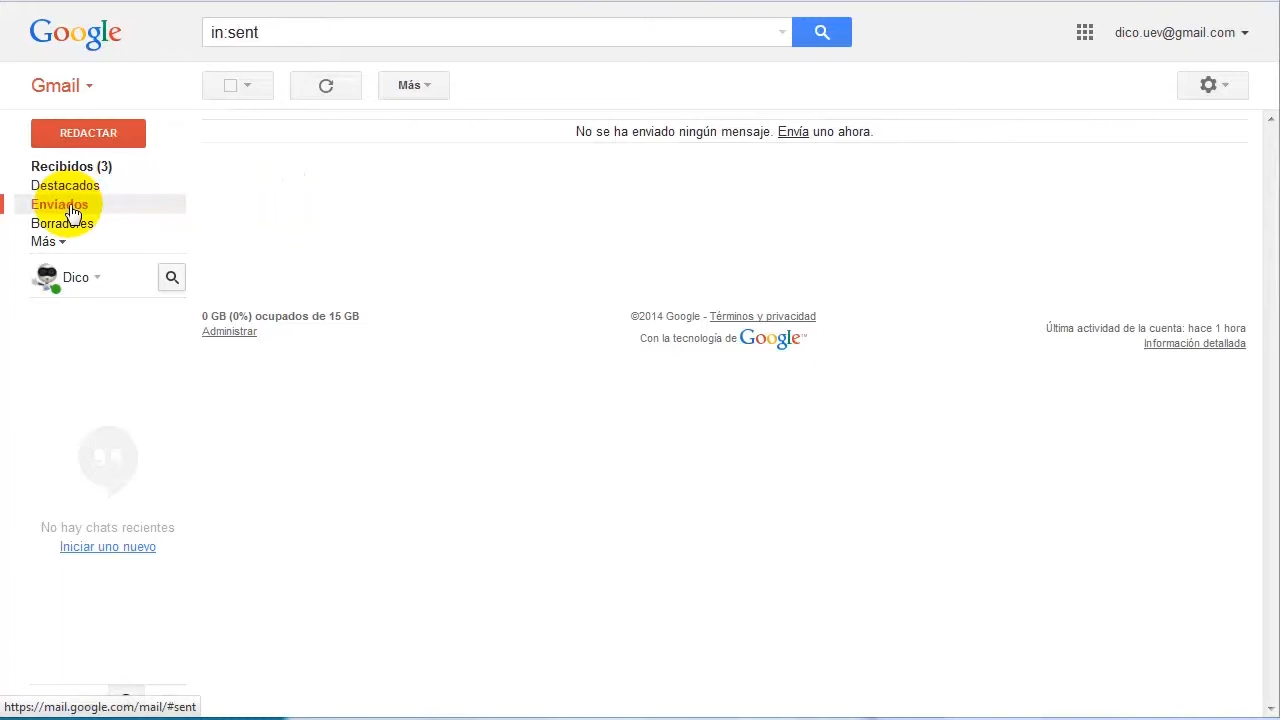 Google
in:sent
dico.uev@gmail.com
Gmail
Más
REDACTAR
No se ha enviado ningún mensaje. Envía uno ahora.
Recibidos (3)
Destacados
Enviados
Borradores
Más
Dico
0 GB (0%) ocupados de 15 GB
Administrar
©2014 Google - Términos y privacidad
Con la tecnología de Google™
Última actividad de la cuenta: hace 1 hora
Información detallada
No hay chats recientes
Iniciar uno nuevo
https://mail.google.com/mail/#sent